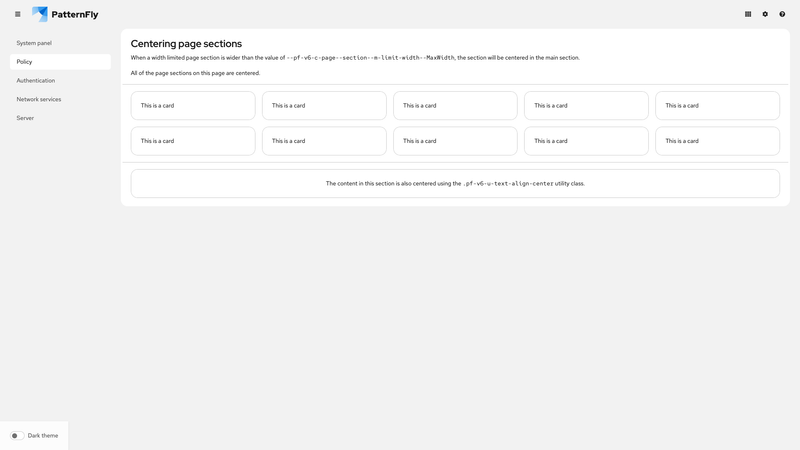 PatternFly
System panel
Policy
Authentication
Network services
Server
Centering page sections
When a width limited page section is wider than the value of --pf-v6-c-page--section--m-limit-width--MaxWidth, the section will be centered in the main section.
All of the page sections on this page are centered.
This is a card
This is a card
This is a card
This is a card
This is a card
This is a card
This is a card
This is a card
This is a card
This is a card
The content in this section is also centered using the .pf-v6-u-text-align-center utility class.
Dark theme